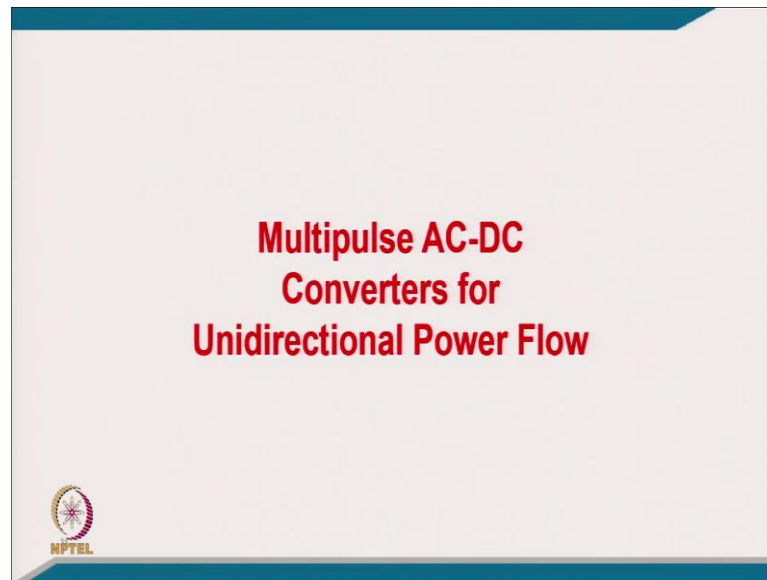 Multipulse AC-DC
Converters for
Unidirectional Power Flow
NPTEL